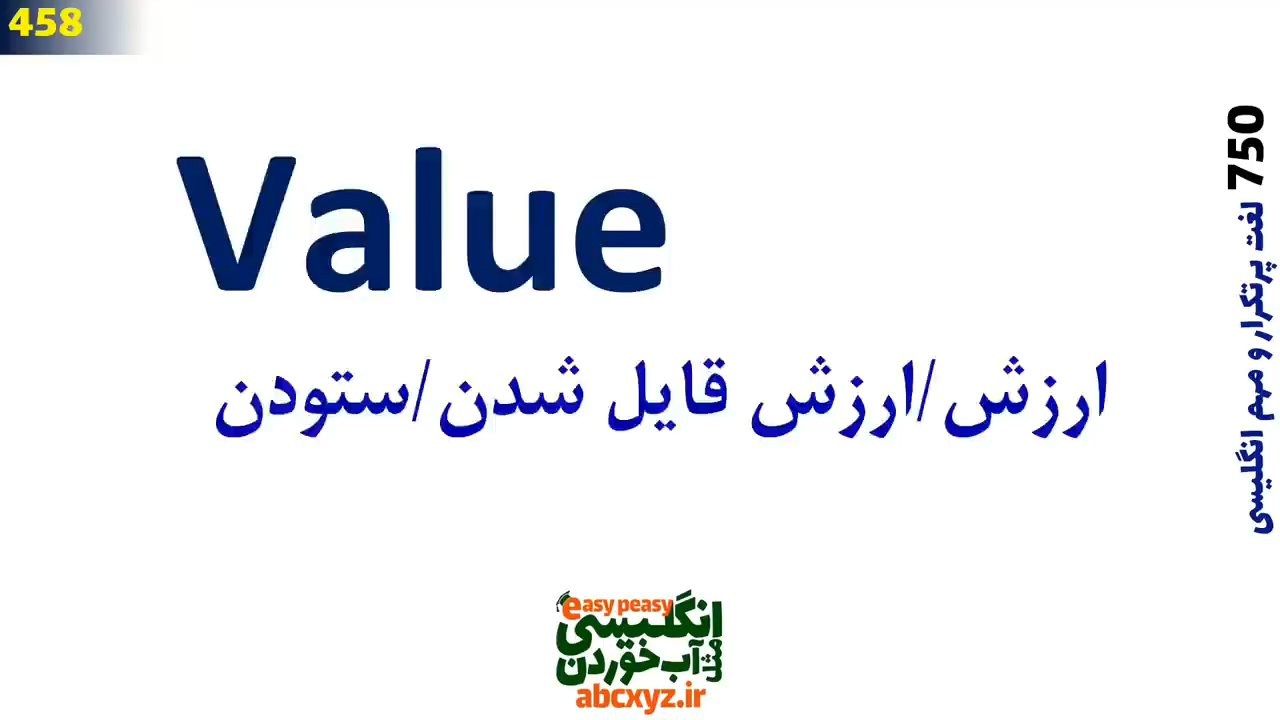 458
Value
ارزش/ارزش قایل شدن/ستودن
750 لغت پرتکرار و مهم انگلیسی
easy peasy
انگلیسی
مثل آب خوردن
abcxyz.ir